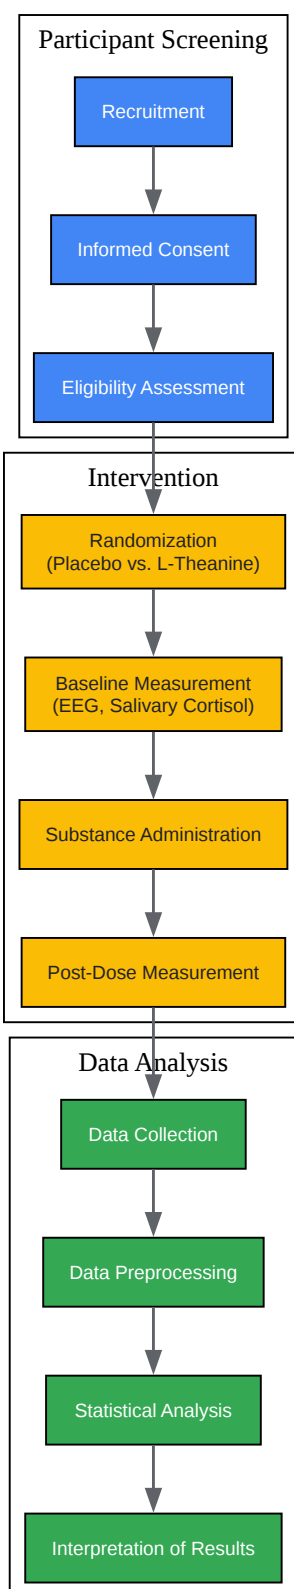 Participant Screening
Recruitment
Informed Consent
Eligibility Assessment
Intervention
Randomization
(Placebo vs. L-Theanine)
Baseline Measurement
(EEG, Salivary Cortisol)
Substance Administration
Post-Dose Measurement
Data Analysis
Data Collection
Data Preprocessing
Statistical Analysis
Interpretation of Results